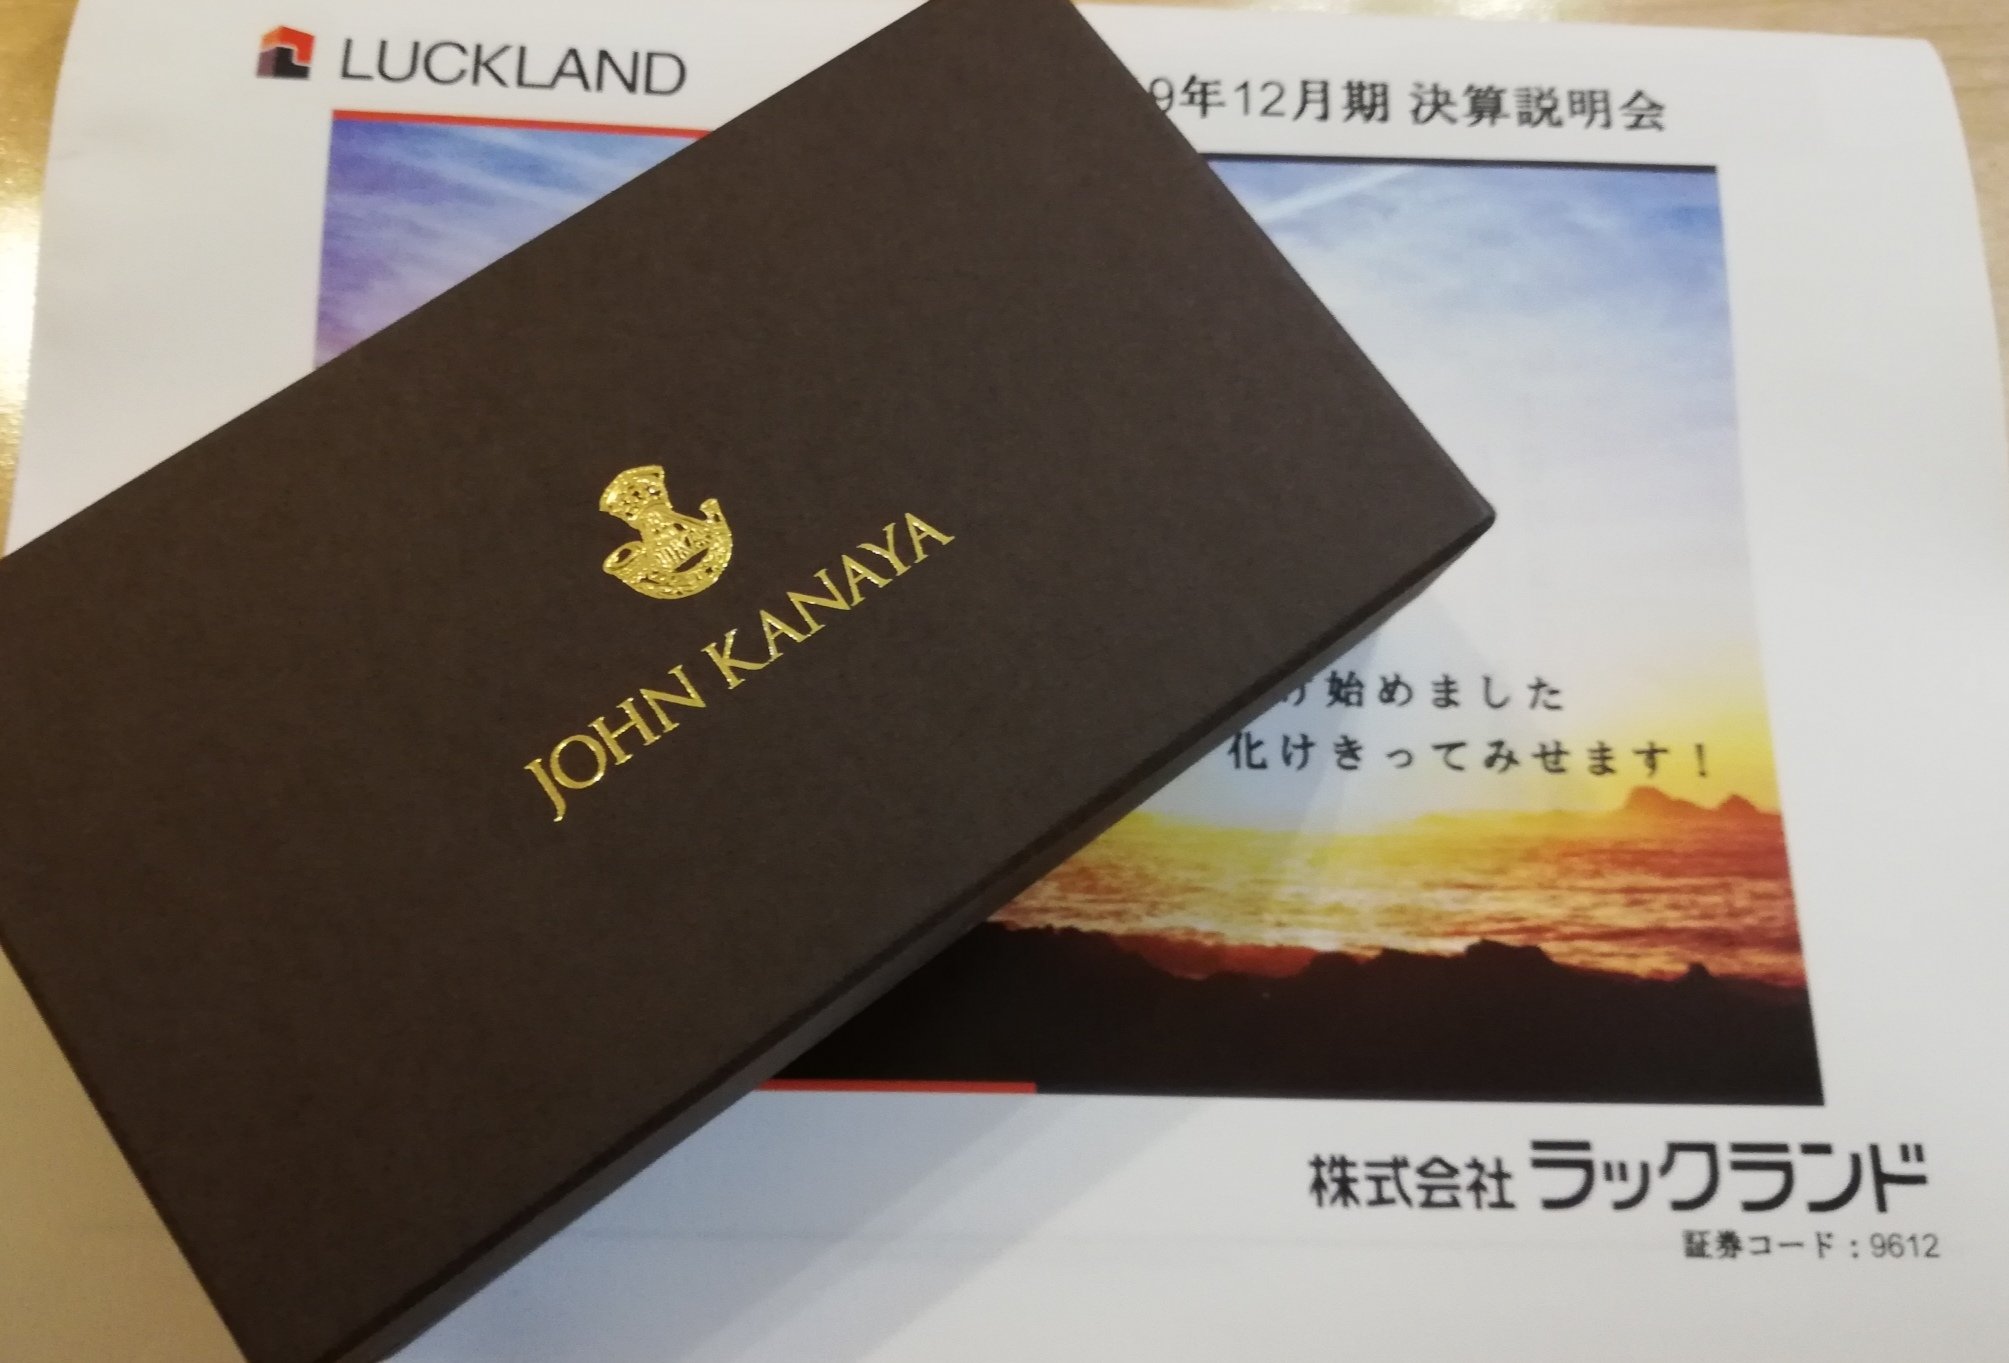 LUCKLAND
9年12月期 決算説明会
JOHN KANAYA
け始めました
化けきってみせます！
株式会社ラックランド
証券コード：9612